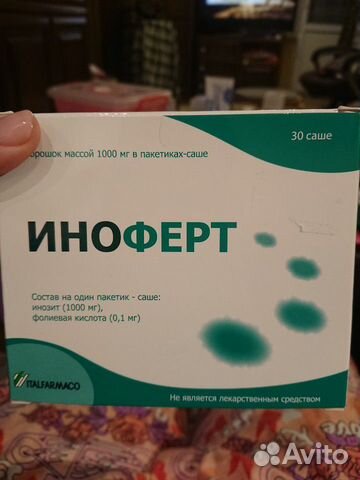 30 саше
порошок массой 1000 мг в пакетиках-саше
ИНОФЕРТ
Состав на один пакетик - саше:
инозит (1000 мг),
фолиевая кислота (0,1 мг)
ITALFARMACO
Не является лекарственным средством
Avito